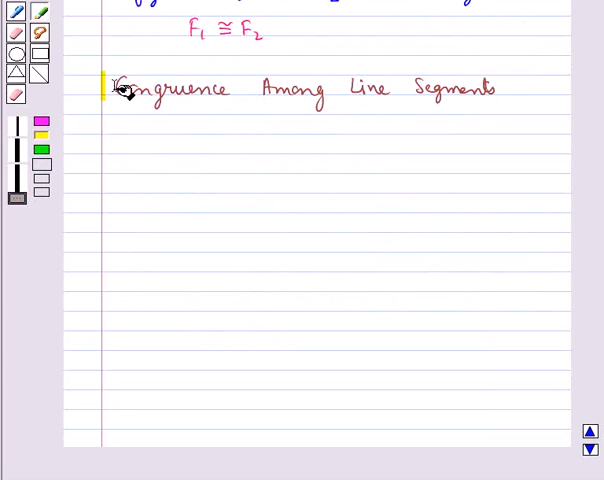 F₁ ≅ F₂
Congruence Among Line Segments